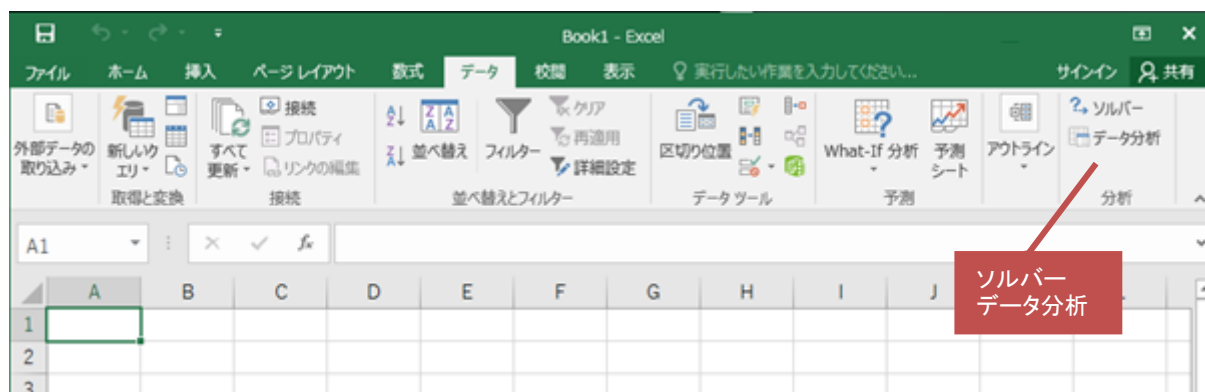 Book1 - Excel
ファイル ホーム 挿入 ページ レイアウト 数式 データ 校閲 表示 実行したい作業を入力してください... サインイン 共有
外部データの
取り込み
新しいク
エリ
取得と変換
すべて
更新
接続
プロパティ
リンクの編集
接続
並べ替え
フィルター
クリア
再適用
詳細設定
並べ替えとフィルター
区切り位置
データ ツール
What-If 分析
予測
シート
予測
アウトライン
ソルバー
データ分析
分析
A1
fx
A B C D E F G H I J
1
2
3
ソルバー
データ分析